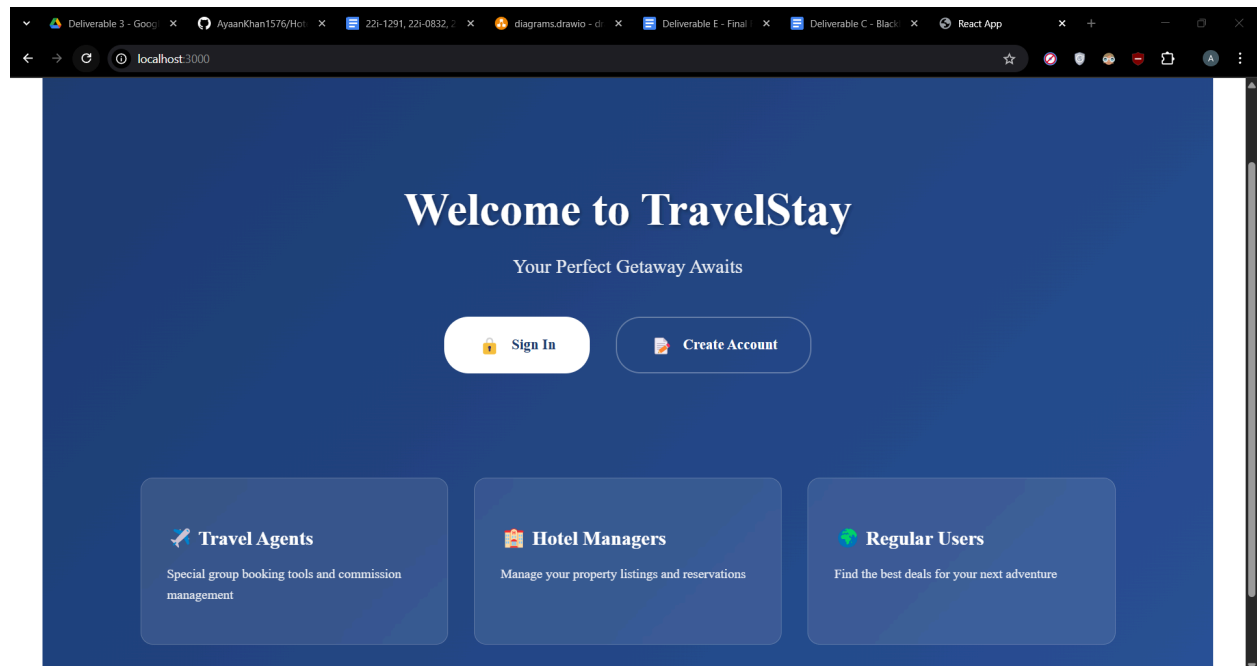 Deliverable 3 - Goog
AyaanKhan1576/Hot
22i-1291, 22i-0832, 2
diagrams.drawio - dr
Deliverable E - Final
Deliverable C - Black
React App
localhost:3000
A
Welcome to TravelStay
Your Perfect Getaway Awaits
Sign In
Create Account
Travel Agents
Special group booking tools and commission
management
Hotel Managers
Manage your property listings and reservations
Regular Users
Find the best deals for your next adventure